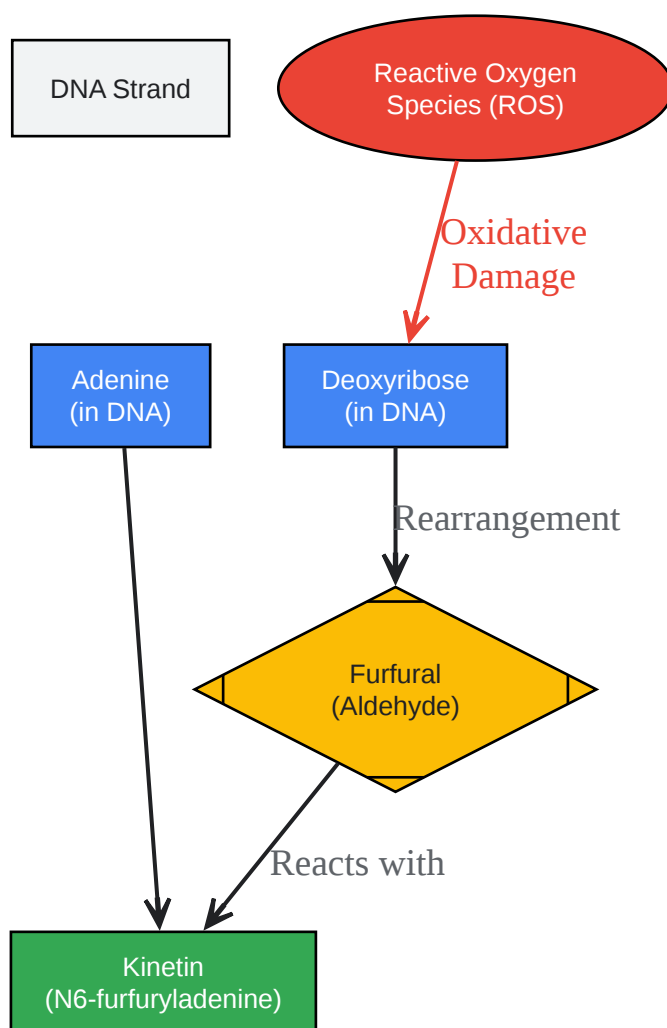 DNA Strand
Reactive Oxygen
Species (ROS)
Oxidative
Damage
Adenine
(in DNA)
Deoxyribose
(in DNA)
Rearrangement
Furfural
(Aldehyde)
Reacts with
Kinetin
(N6-furfuryladenine)